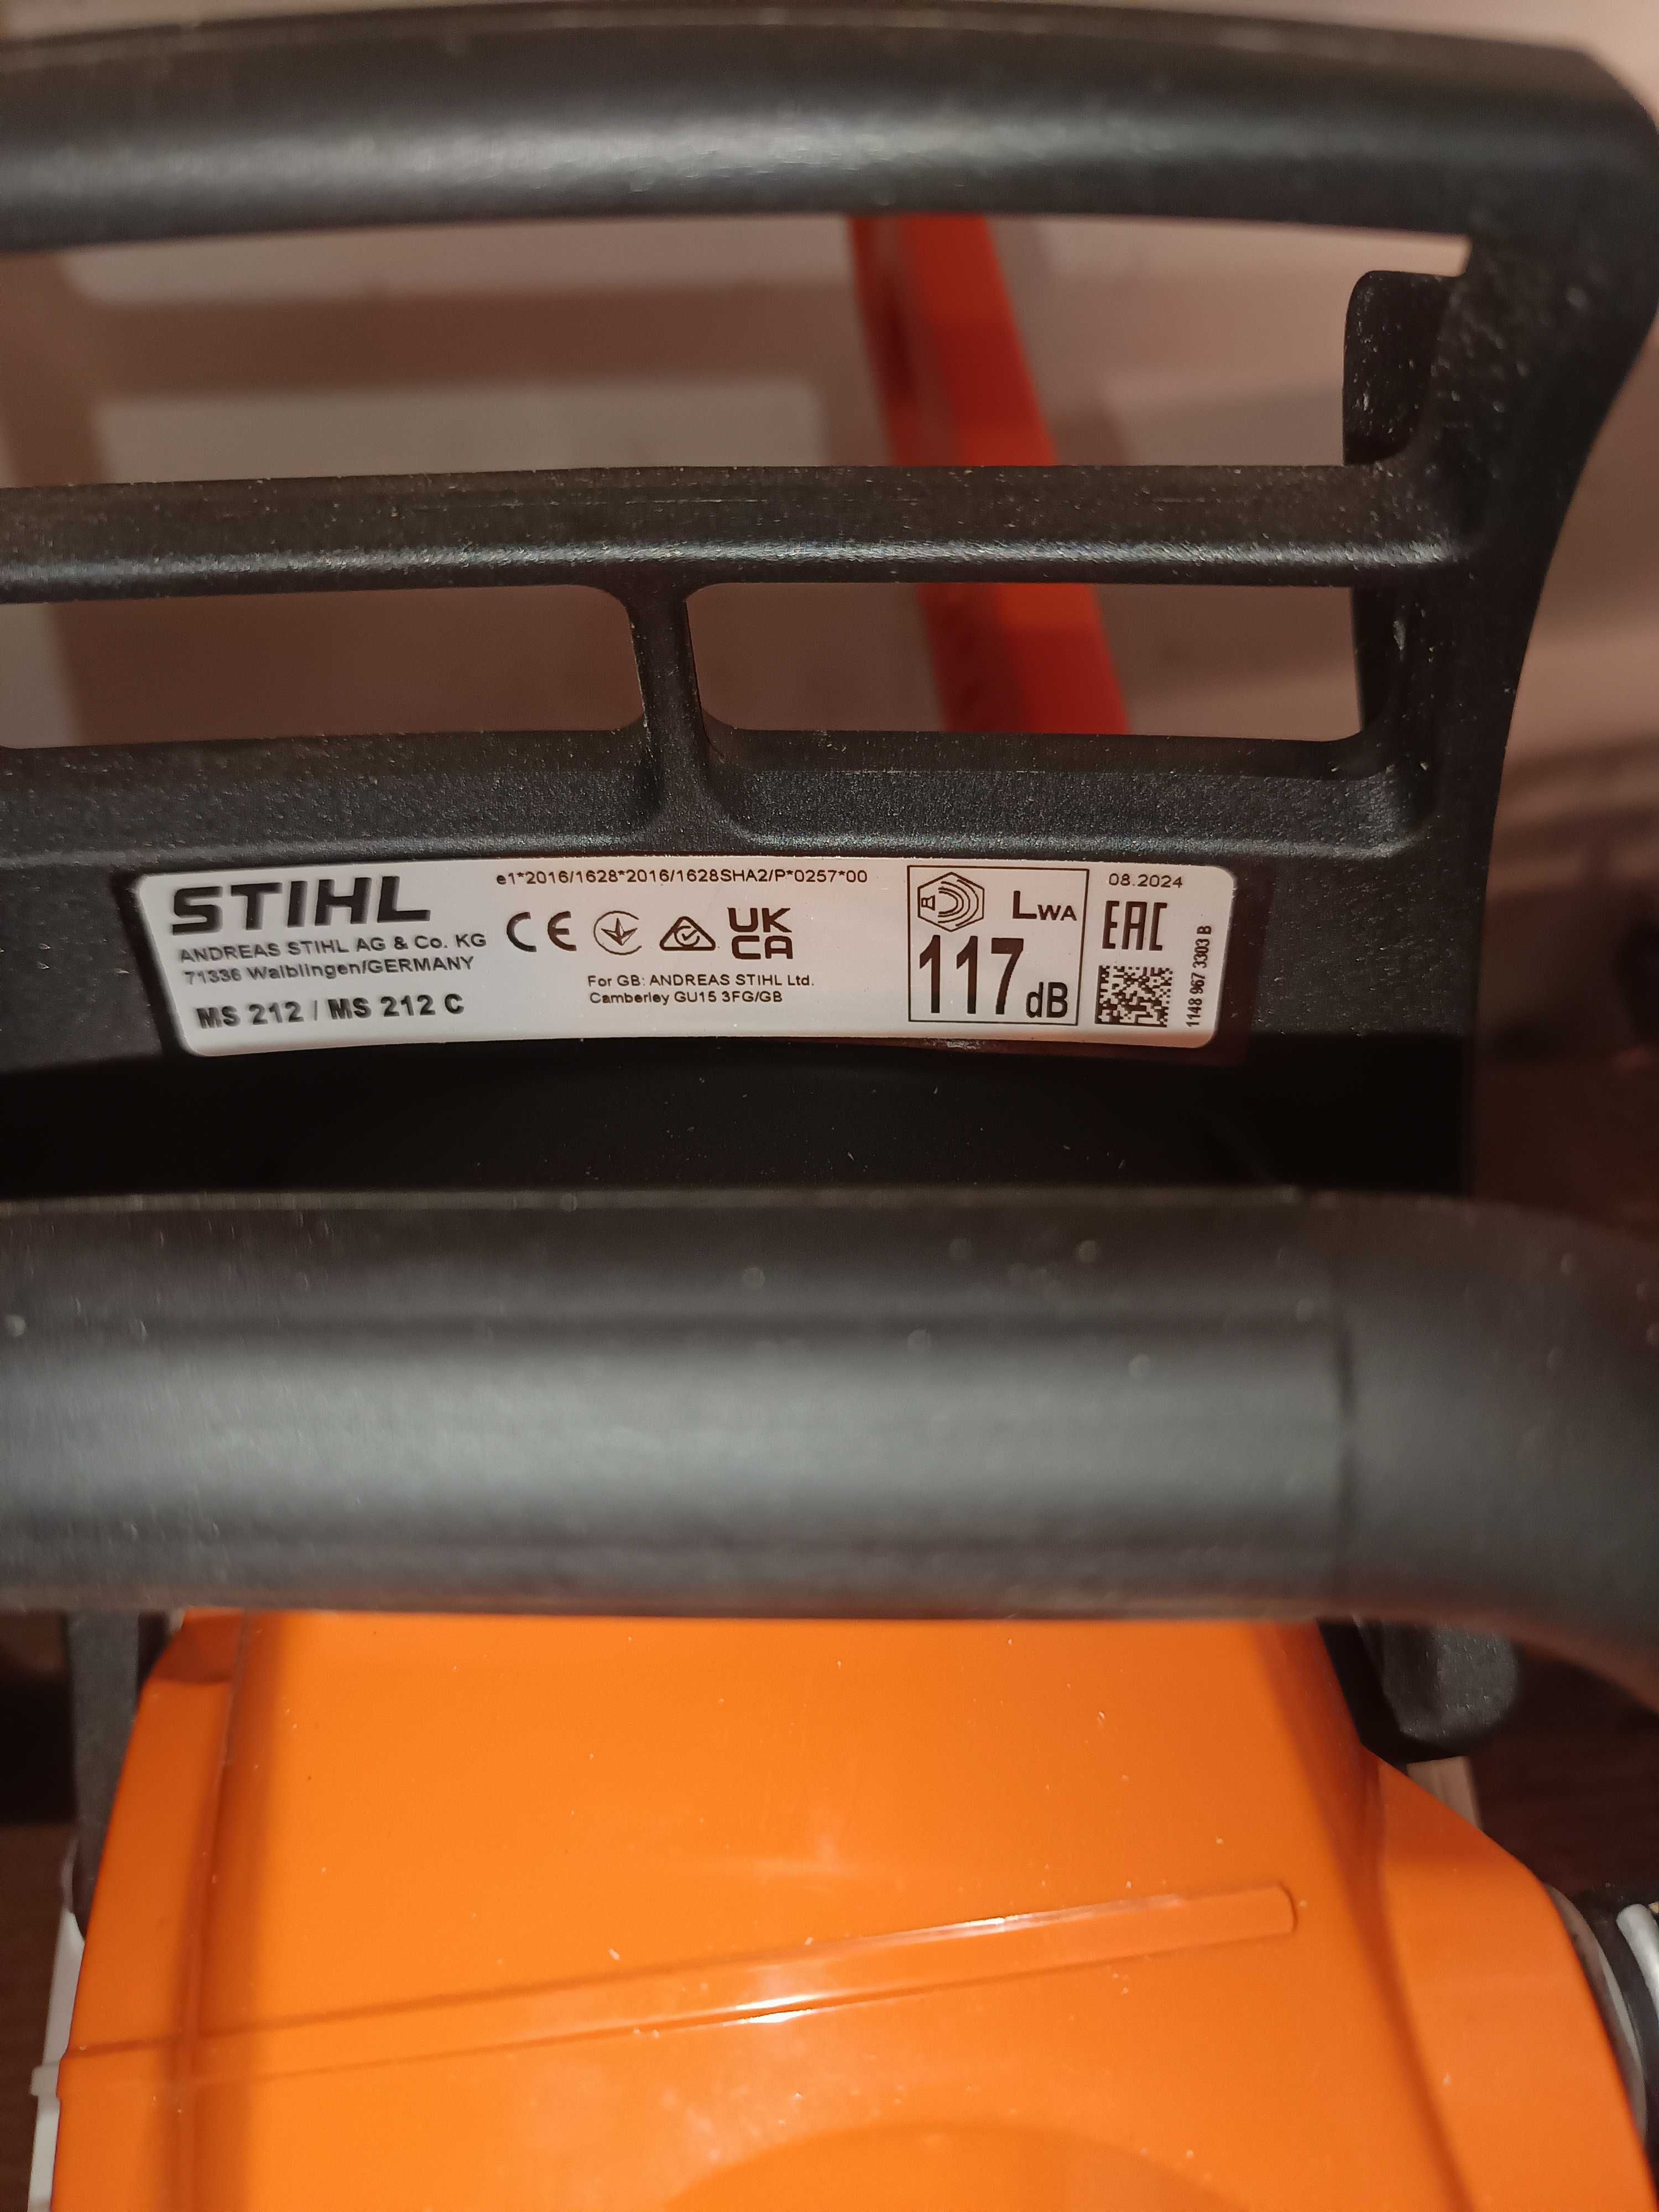 STIHL
ANDREAS STIHL AG & Co. KG
71336 Waiblingen/GERMANY
MS 212 / MS 212 C
e1*2016/1628*2016/1628SHA2/P*0257*00
CE
UK
CA
For GB: ANDREAS STIHL Ltd.
Camberley GU15 3FG/GB
LWA
117 dB
08.2024
EAC
1148 967 3303 B